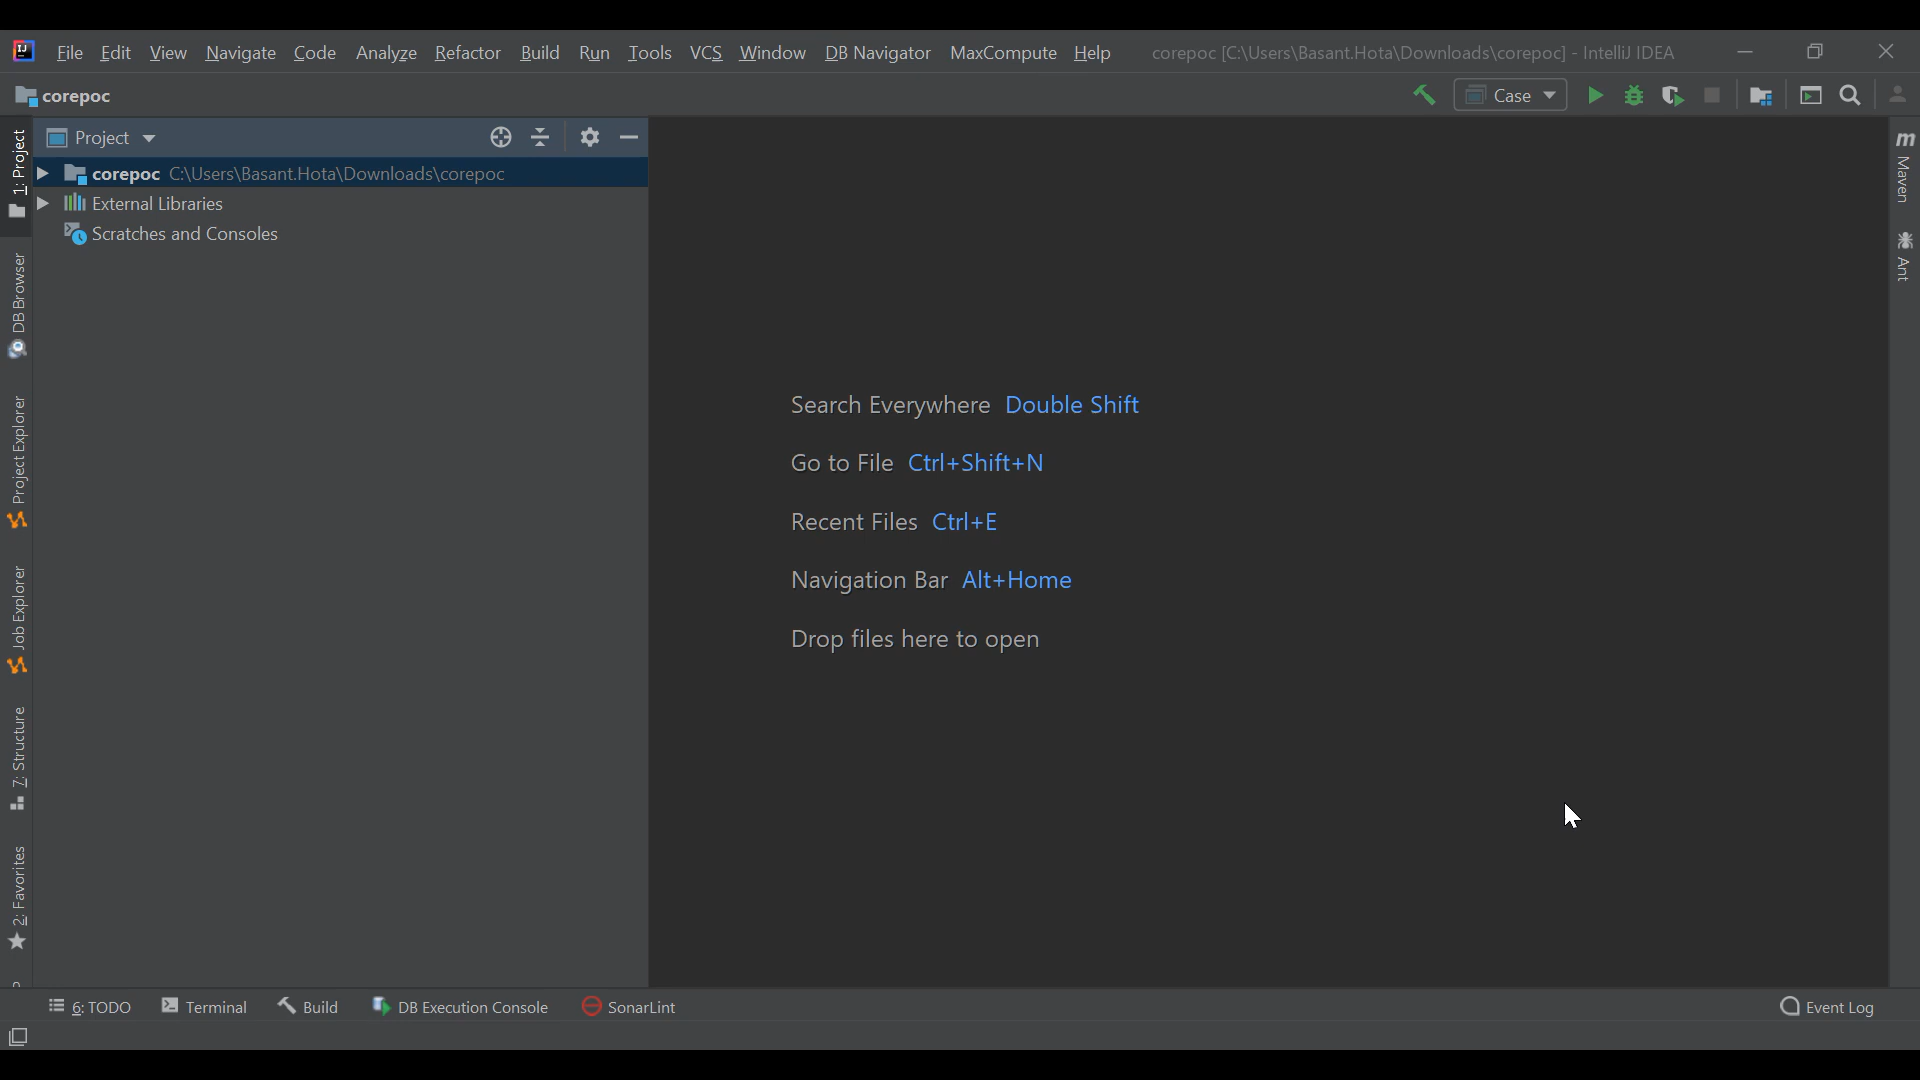 File Edit View Navigate Code Analyze Refactor Build Run Tools VCS Window DB Navigator MaxCompute Help corepoc [C:\Users\Basant.Hota\Downloads\corepoc] - IntelliJ IDEA
corepoc
Case
Project
corepoc C:\Users\Basant.Hota\Downloads\corepoc
External Libraries
Scratches and Consoles
1: Project
DB Browser
Project Explorer
Job Explorer
7: Structure
2: Favorites
Search Everywhere Double Shift
Go to File Ctrl+Shift+N
Recent Files Ctrl+E
Navigation Bar Alt+Home
Drop files here to open
Maven
Ant
6: TODO Terminal Build DB Execution Console SonarLint Event Log